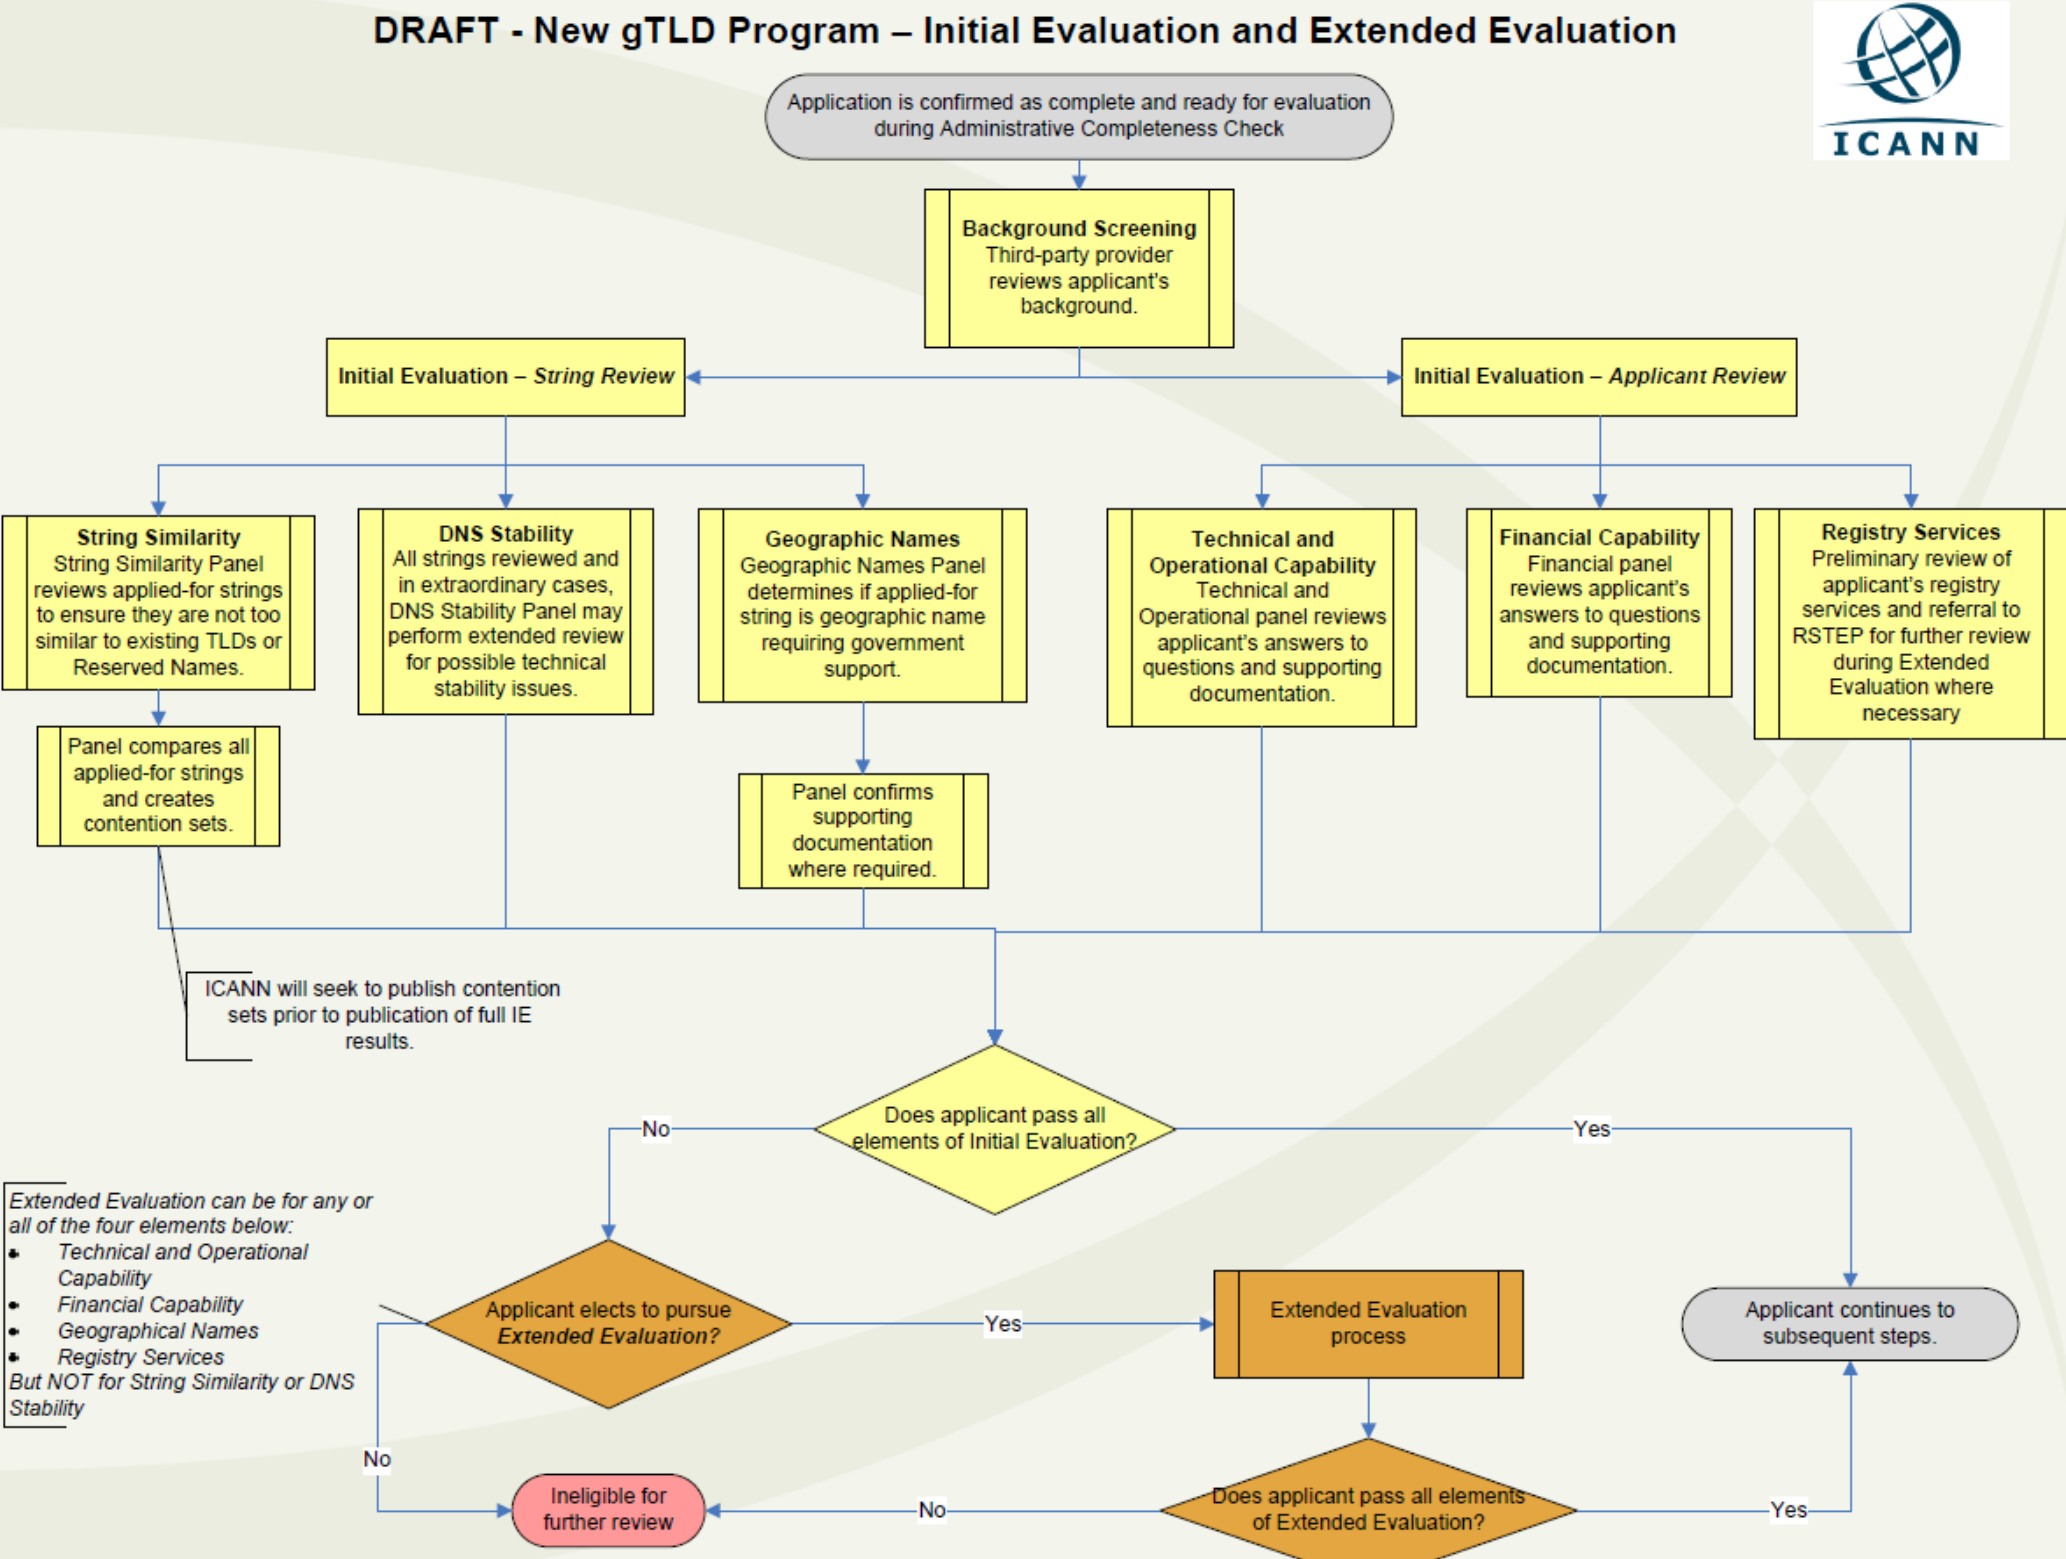 DRAFT - New gTLD Program – Initial Evaluation and Extended Evaluation
ICANN
Application is confirmed as complete and ready for evaluation
during Administrative Completeness Check
Background Screening
Third-party provider
reviews applicant's
background.
Initial Evaluation – String Review
Initial Evaluation – Applicant Review
String Similarity
String Similarity Panel
reviews applied-for strings
to ensure they are not too
similar to existing TLDs or
Reserved Names.
DNS Stability
All strings reviewed and
in extraordinary cases,
DNS Stability Panel may
perform extended review
for possible technical
stability issues.
Geographic Names
Geographic Names Panel
determines if applied-for
string is geographic name
requiring government
support.
Technical and
Operational Capability
Technical and
Operational panel reviews
applicant's answers to
questions and supporting
documentation.
Financial Capability
Financial panel
reviews applicant's
answers to questions
and supporting
documentation.
Registry Services
Preliminary review of
applicant's registry
services and referral to
RSTEP for further review
during Extended
Evaluation where
necessary
Panel compares all
applied-for strings
and creates
contention sets.
Panel confirms
supporting
documentation
where required.
ICANN will seek to publish contention
sets prior to publication of full IE
results.
Does applicant pass all
elements of Initial Evaluation?
No
Yes
Extended Evaluation can be for any or
all of the four elements below:
• Technical and Operational
Capability
• Financial Capability
• Geographical Names
• Registry Services
But NOT for String Similarity or DNS
Stability
Applicant elects to pursue
Extended Evaluation?
Yes
Extended Evaluation
process
Applicant continues to
subsequent steps.
No
Ineligible for
further review
No
Does applicant pass all elements
of Extended Evaluation?
Yes